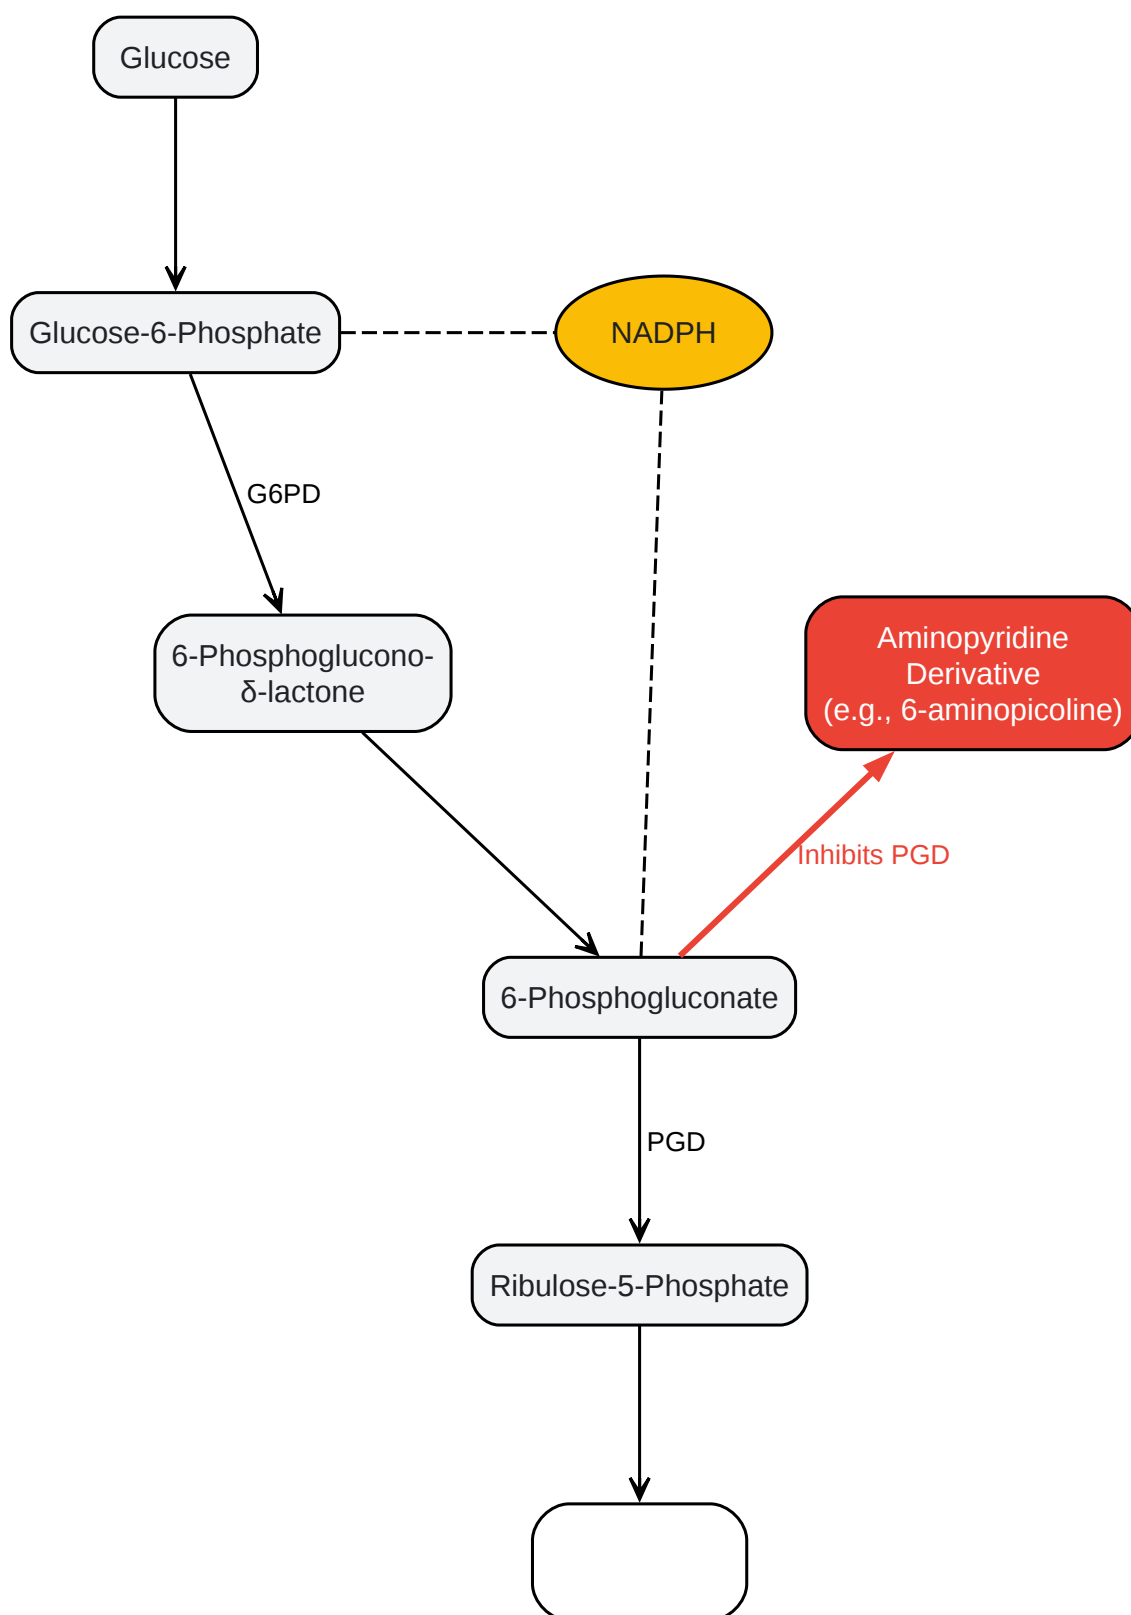 Glucose
Glucose-6-Phosphate
NADPH
G6PD
6-Phosphoglucono-
δ-lactone
Aminopyridine
Derivative
(e.g., 6-aminopicoline)
Inhibits PGD
6-Phosphogluconate
PGD
Ribulose-5-Phosphate